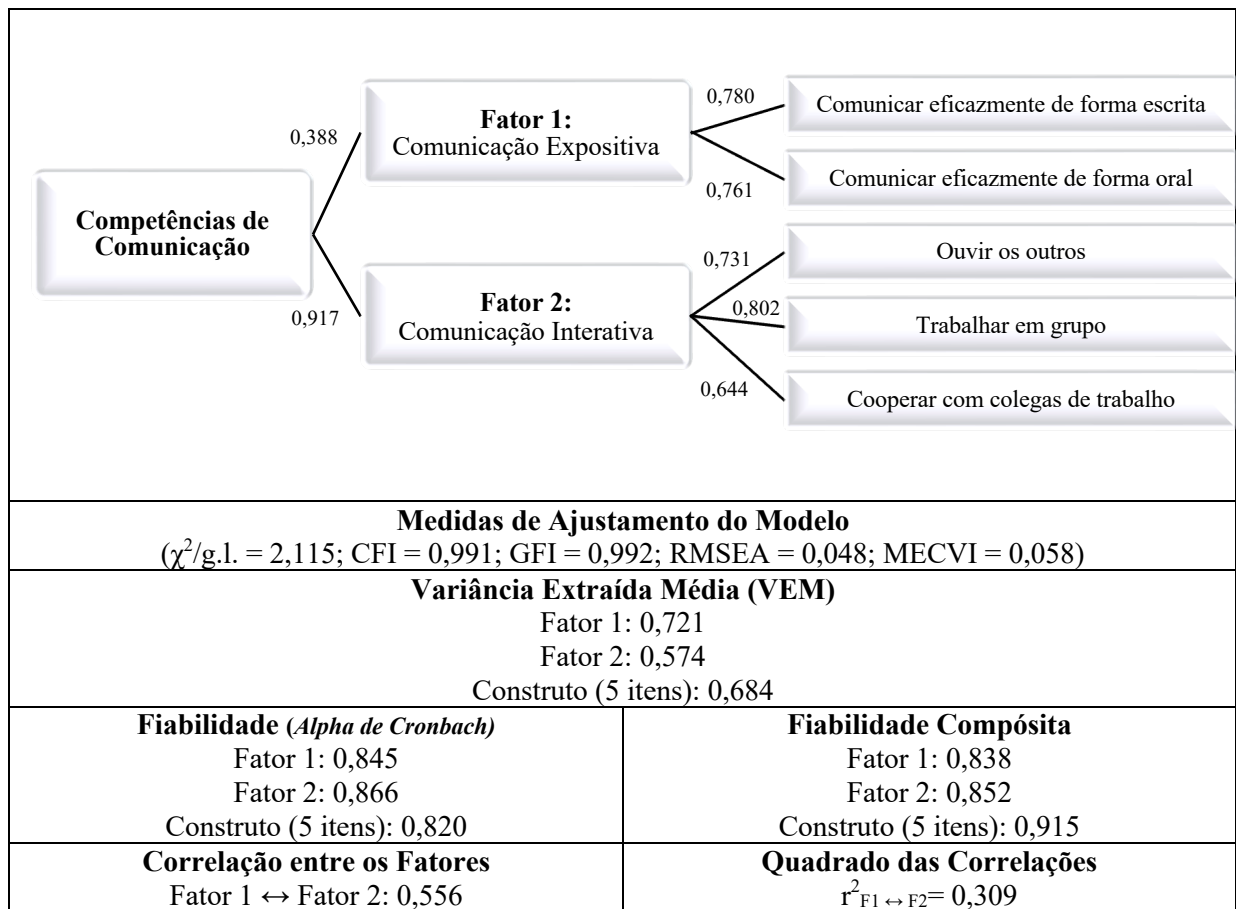 0,780
Comunicar eficazmente de forma escrita
Fator 1:
Comunicação Expositiva
0,388
0,761
Comunicar eficazmente de forma oral
Competências de
Comunicação
0,731
Ouvir os outros
Fator 2:
Comunicação Interativa
0,917
0,802
Trabalhar em grupo
0,644
Cooperar com colegas de trabalho
Medidas de Ajustamento do Modelo
(χ²/g.l. = 2,115; CFI = 0,991; GFI = 0,992; RMSEA = 0,048; MECVI = 0,058)
Variância Extraída Média (VEM)
Fator 1: 0,721
Fator 2: 0,574
Construto (5 itens): 0,684
Fiabilidade (Alpha de Cronbach)
Fator 1: 0,845
Fator 2: 0,866
Construto (5 itens): 0,820
Fiabilidade Compósita
Fator 1: 0,838
Fator 2: 0,852
Construto (5 itens): 0,915
Correlação entre os Fatores
Fator 1 ↔ Fator 2: 0,556
Quadrado das Correlações
r²F1 ↔ F2= 0,309